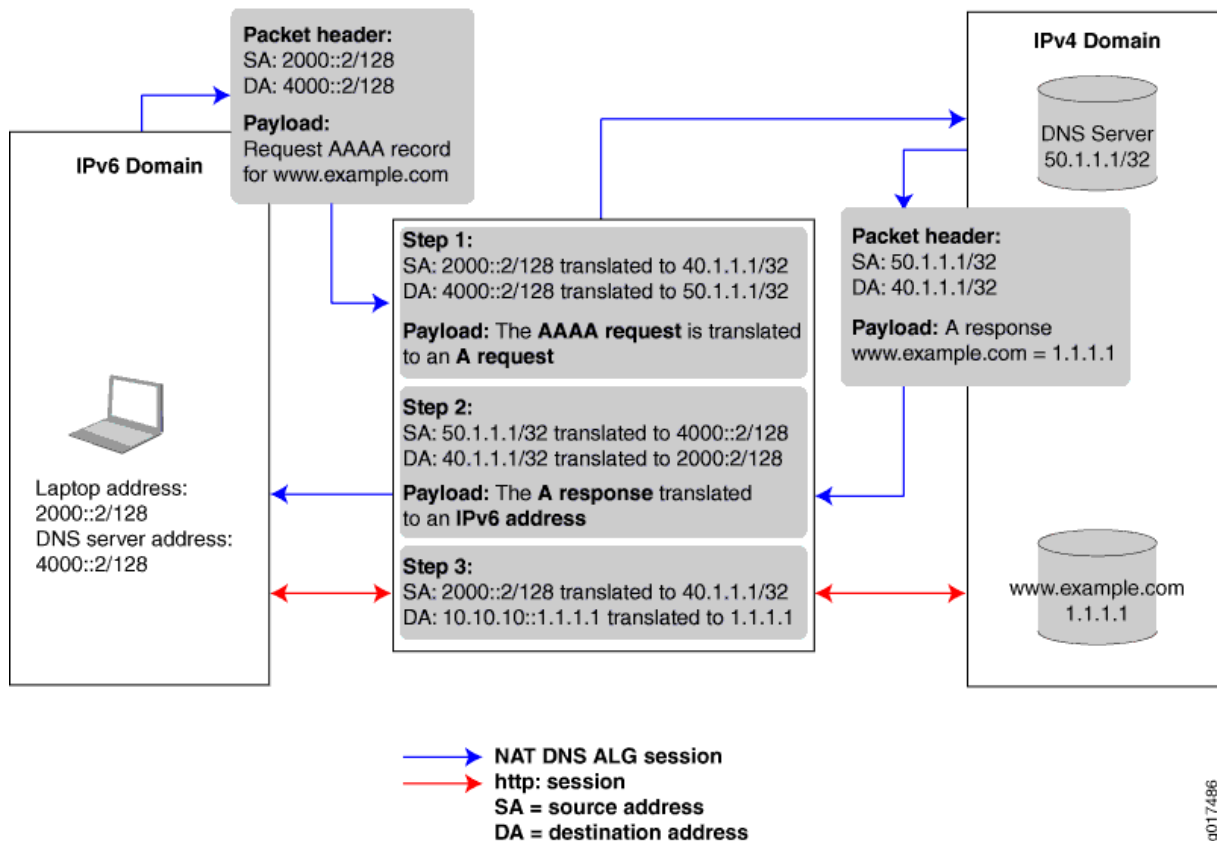 Packet header:
SA: 2000::2/128
DA: 4000::2/128
Payload:
Request AAAA record
for www.example.com
IPv6 Domain
Laptop address:
2000::2/128
DNS server address:
4000::2/128
Step 1:
SA: 2000::2/128 translated to 40.1.1.1/32
DA: 4000::2/128 translated to 50.1.1.1/32
Payload: The AAAA request is translated
to an A request
Step 2:
SA: 50.1.1.1/32 translated to 4000::2/128
DA: 40.1.1.1/32 translated to 2000:2/128
Payload: The A response translated
to an IPv6 address
Step 3:
SA: 2000::2/128 translated to 40.1.1.1/32
DA: 10.10.10::1.1.1.1 translated to 1.1.1.1
IPv4 Domain
DNS Server
50.1.1.1/32
Packet header:
SA: 50.1.1.1/32
DA: 40.1.1.1/32
Payload: A response
www.example.com = 1.1.1.1
www.example.com
1.1.1.1
NAT DNS ALG session
http: session
SA = source address
DA = destination address
g017486